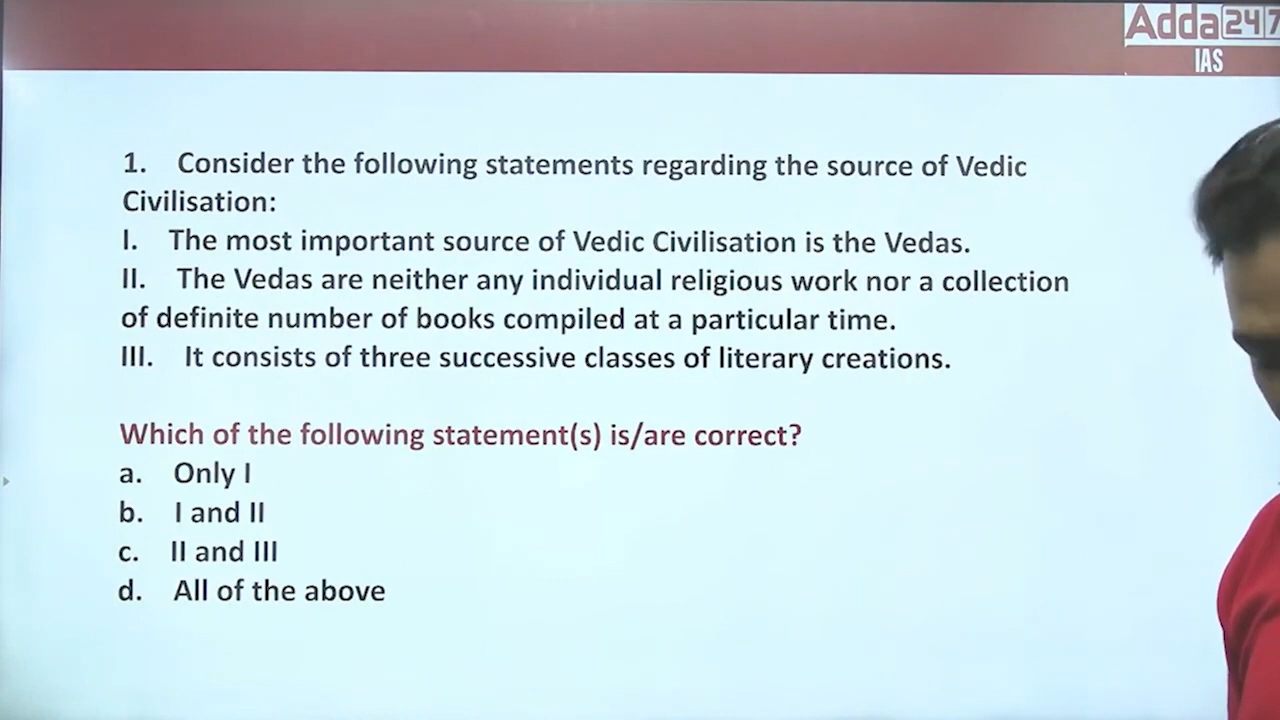 Adda247
IAS
1. Consider the following statements regarding the source of Vedic
Civilisation:
I. The most important source of Vedic Civilisation is the Vedas.
II. The Vedas are neither any individual religious work nor a collection
of definite number of books compiled at a particular time.
III. It consists of three successive classes of literary creations.
Which of the following statement(s) is/are correct?
a. Only I
b. I and II
c. II and III
d. All of the above